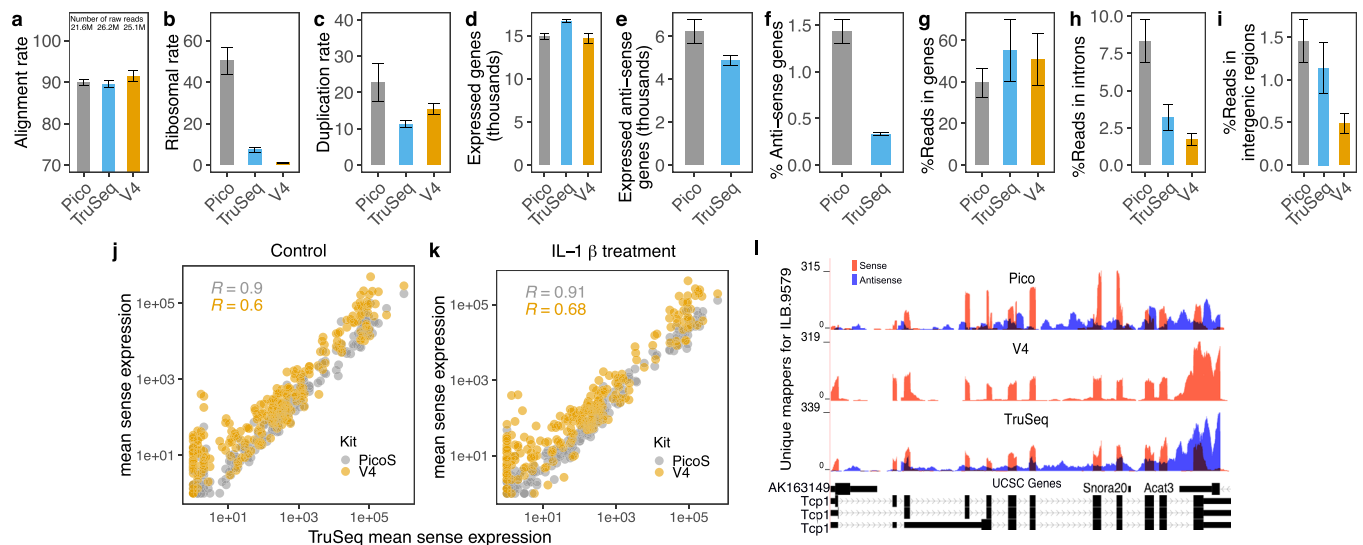 a
Number of raw reads
21.6M 26.2M 25.1M
Alignment rate
100
90
80
70
Pico
TruSeq
V4
b
Ribosomal rate
60
40
20
0
Pico
TruSeq
V4
c
Duplication rate
40
30
20
10
0
Pico
TruSeq
V4
d
Expressed genes
(thousands)
15
10
5
0
Pico
TruSeq
V4
e
Expressed anti–sense
genes (thousands)
6
4
2
0
Pico
TruSeq
f
% Anti–sense genes
1.5
1.0
0.5
0.0
Pico
TruSeq
g
%Reads in genes
60
40
20
0
Pico
TruSeq
V4
h
%Reads in introns
10.0
7.5
5.0
2.5
0.0
Pico
TruSeq
V4
i
%Reads in
intergenic regions
1.5
1.0
0.5
0.0
Pico
TruSeq
V4
j
Control
mean sense expression
1e+05
1e+03
1e+01
R = 0.9
R = 0.6
Kit
PicoS
V4
1e+01 1e+03 1e+05
k
IL–1 β treatment
mean sense expression
1e+05
1e+03
1e+01
R = 0.91
R = 0.68
Kit
PicoS
V4
1e+01 1e+03 1e+05
TruSeq mean sense expression
l
Unique mappers for ILB.9579
315
Sense
Antisense
Pico
0
319
V4
0
339
TruSeq
0
UCSC Genes
AK163149
Snora20
Acat3
Tcp1
Tcp1
Tcp1